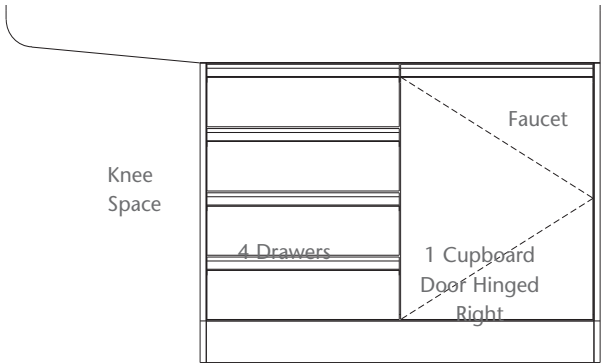 Faucet
Knee
Space
4 Drawers
1 Cupboard
Door Hinged
Right